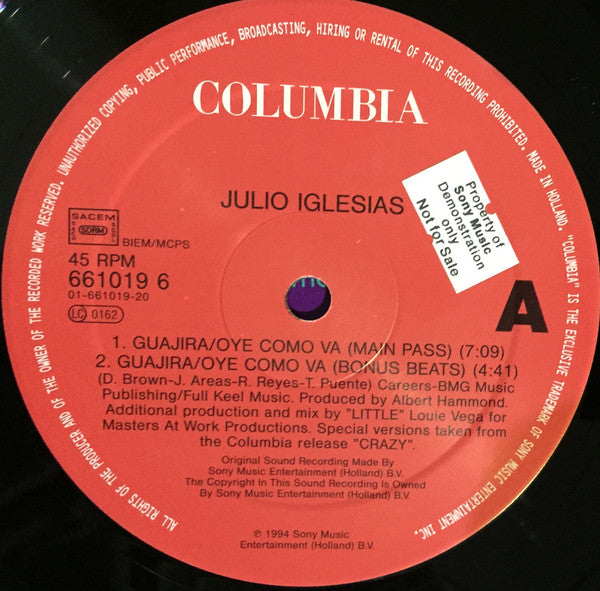 ALL RIGHTS OF THE PRODUCER AND OF THE OWNER OF THE RECORDED WORK RESERVED. UNAUTHORIZED COPYING, PUBLIC PERFORMANCE, BROADCASTING, HIRING OR RENTAL OF THIS RECORDING PROHIBITED. MADE IN HOLLAND. "COLUMBIA" IS THE EXCLUSIVE TRADEMARK OF SONY MUSIC ENTERTAINMENT INC.
COLUMBIA
JULIO IGLESIAS
Property of
Sony Music
Demonstration
only
Not for Sale
SACEM
SDRM
BIEM/MCPS
45 RPM
661019 6
01-661019-20
LC 0162
A
1. GUAJIRA/OYE COMO VA (MAIN PASS) (7:09)
2. GUAJIRA/OYE COMO VA (BONUS BEATS) (4:41)
(D. Brown-J. Areas-R. Reyes-T. Puente) Careers-BMG Music
Publishing/Full Keel Music. Produced by Albert Hammond.
Additional production and mix by "LITTLE" Louie Vega for
Masters At Work Productions. Special versions taken from
the Columbia release "CRAZY".
Original Sound Recording Made By
Sony Music Entertainment (Holland) B.V.
The Copyright In This Sound Recording Is Owned
By Sony Music Entertainment (Holland) B.V.
℗ 1994 Sony Music
Entertainment (Holland) B.V.